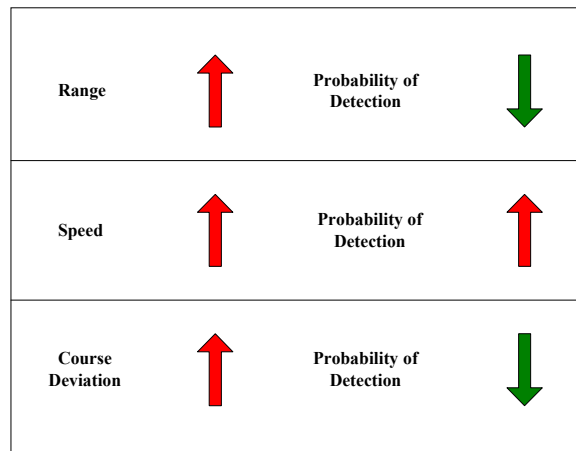 Range
Probability of
Detection
Speed
Probability of
Detection
Course
Deviation
Probability of
Detection